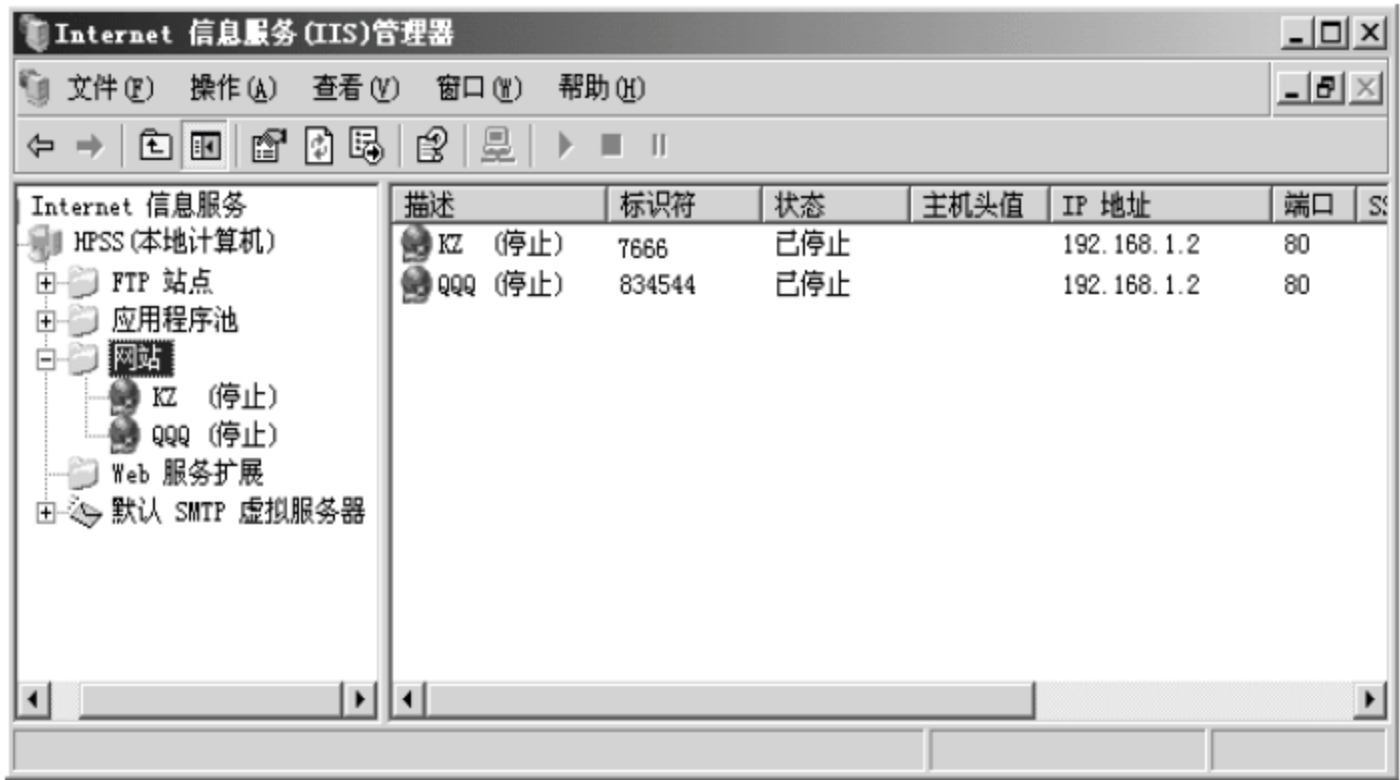 Internet 信息服务(IIS)管理器
文件(F) 操作(A) 查看(V) 窗口(W) 帮助(H)
Internet 信息服务
HPSS(本地计算机)
FTP 站点
应用程序池
网站
KZ (停止)
QQQ (停止)
Web 服务扩展
默认 SMTP 虚拟服务器
描述 标识符 状态 主机头值 IP 地址 端口 SS
KZ (停止) 7666 已停止 192.168.1.2 80
QQQ (停止) 834544 已停止 192.168.1.2 80